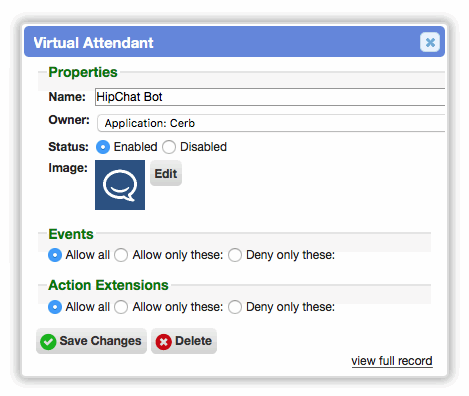 Virtual Attendant
Properties
Name: HipChat Bot
Owner: Application: Cerb
Status: Enabled Disabled
Image: Edit
Events
Allow all Allow only these: Deny only these:
Action Extensions
Allow all Allow only these: Deny only these:
Save Changes Delete
view full record